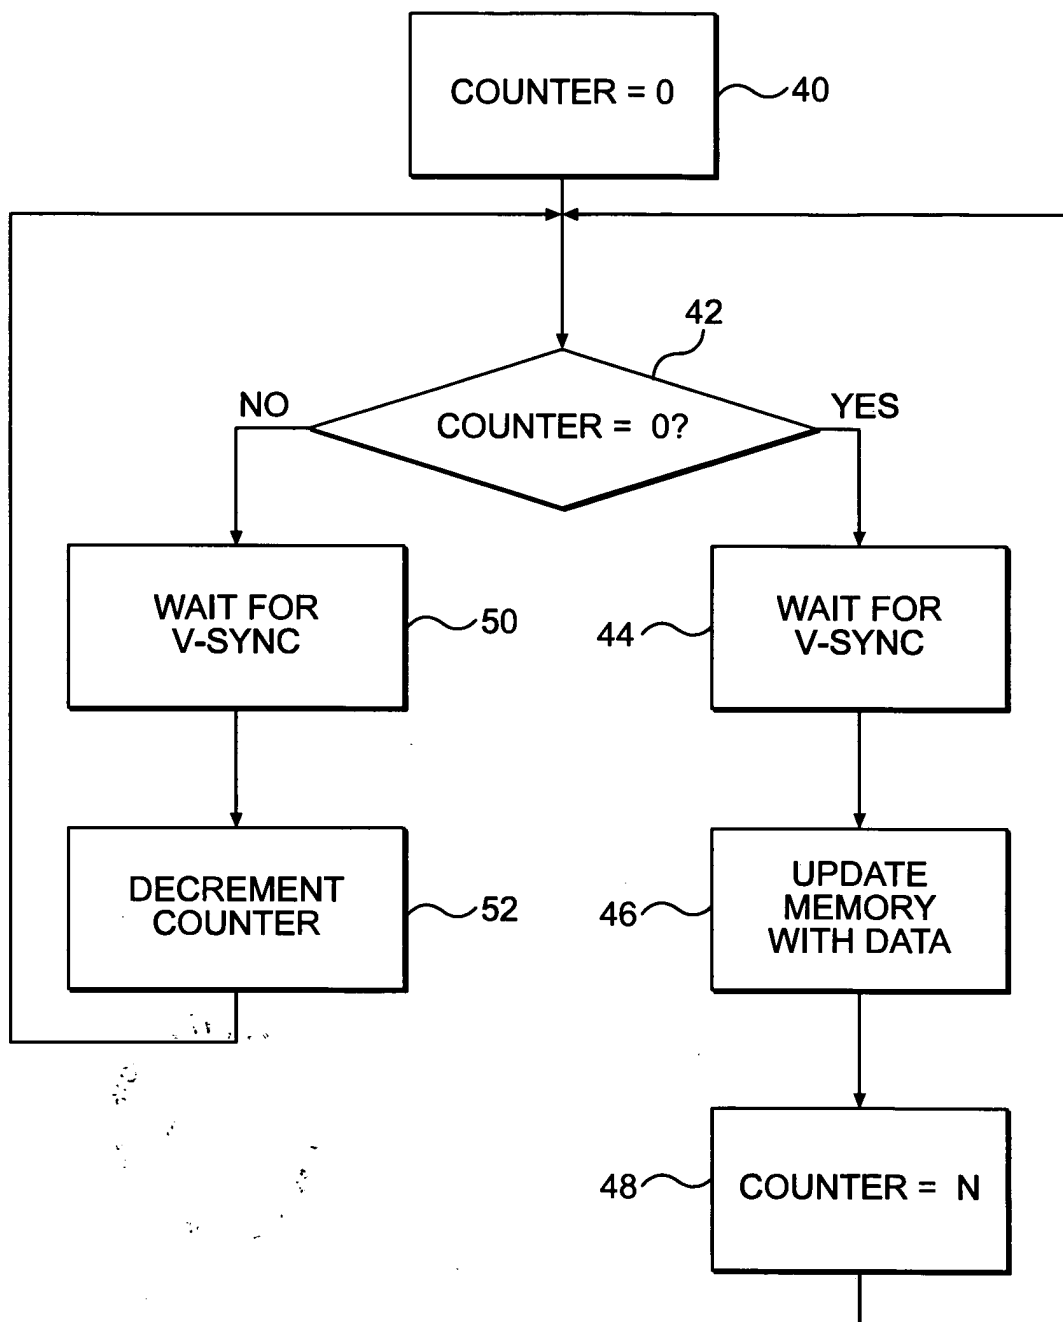 COUNTER = 0
40
42
NO
YES
COUNTER = 0?
WAIT FOR
V-SYNC
50
44
WAIT FOR
V-SYNC
DECREMENT
COUNTER
52
46
UPDATE
MEMORY
WITH DATA
48
COUNTER = N